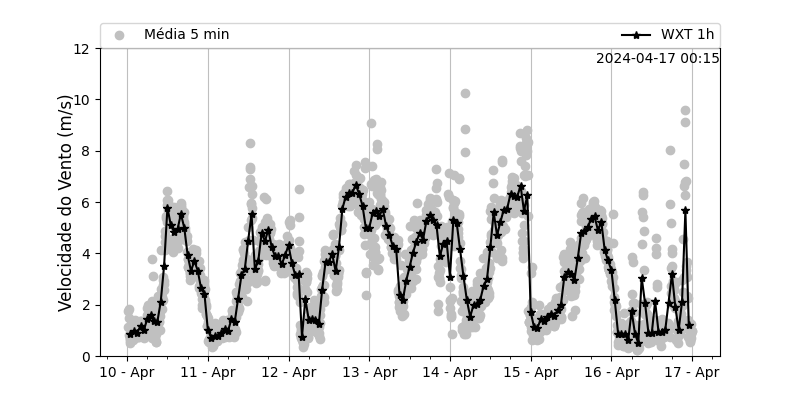 Média 5 min
WXT 1h
2024-04-17 00:15
Velocidade do Vento (m/s)
12
10
8
6
4
2
0
10 - Apr
11 - Apr
12 - Apr
13 - Apr
14 - Apr
15 - Apr
16 - Apr
17 - Apr